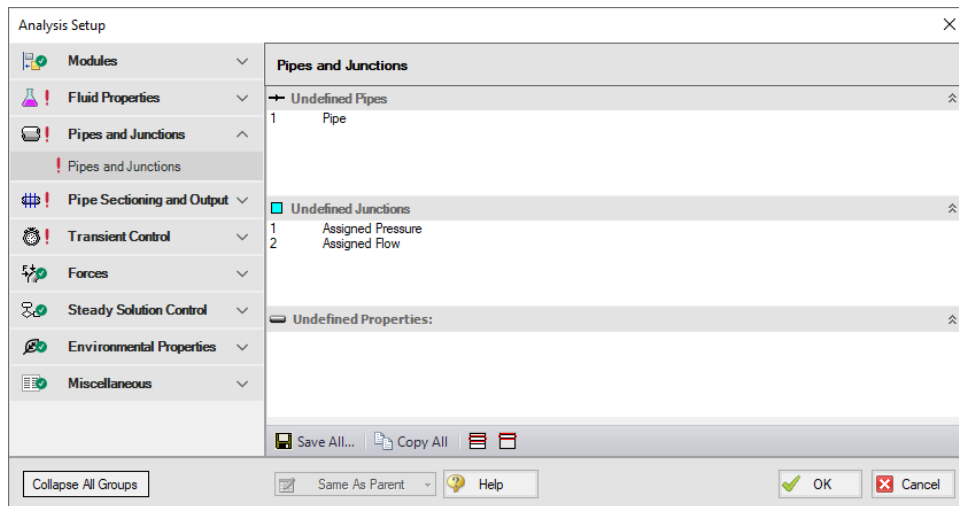 Analysis Setup
Modules
Fluid Properties
Pipes and Junctions
Pipes and Junctions
Pipe Sectioning and Output
Transient Control
Forces
Steady Solution Control
Environmental Properties
Miscellaneous
Pipes and Junctions
Undefined Pipes
1 Pipe
Undefined Junctions
1 Assigned Pressure
2 Assigned Flow
Undefined Properties:
Save All... Copy All
Collapse All Groups Same As Parent Help OK Cancel